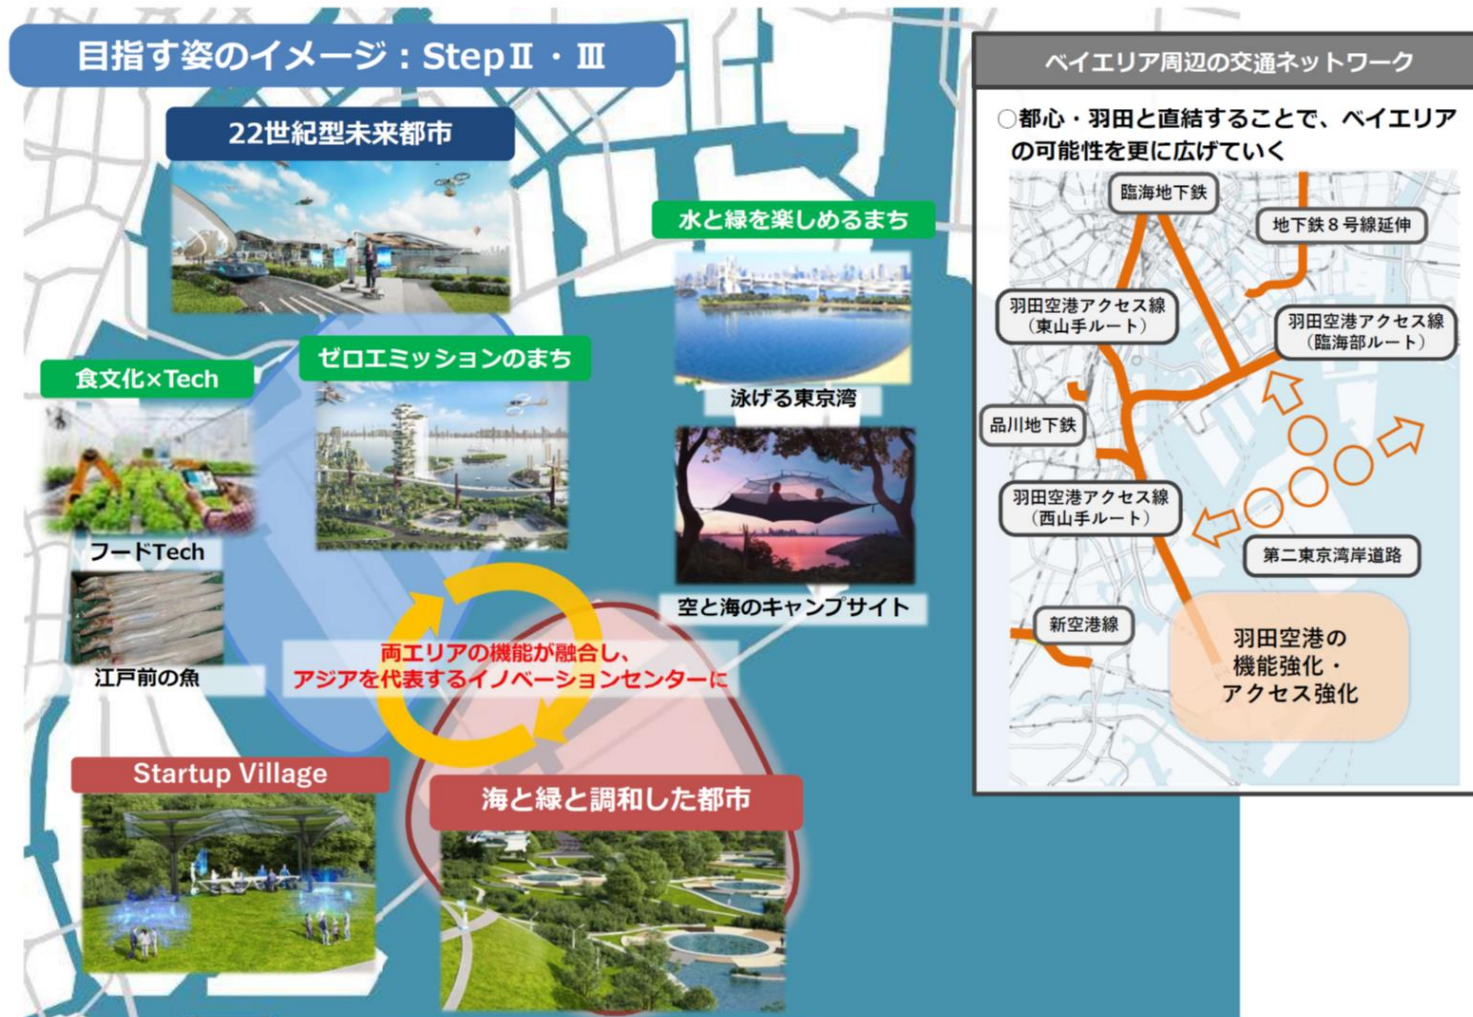 目指す姿のイメージ：StepⅡ・Ⅲ
22世紀型未来都市
水と緑を楽しめるまち
泳げる東京湾
空と海のキャンプサイト
ゼロエミッションのまち
食文化×Tech
フードTech
江戸前の魚
両エリアの機能が融合し、
アジアを代表するイノベーションセンターに
Startup Village
海と緑と調和した都市
ベイエリア周辺の交通ネットワーク
○都心・羽田と直結することで、ベイエリア
の可能性を更に広げていく
臨海地下鉄
地下鉄８号線延伸
羽田空港アクセス線
（東山手ルート）
羽田空港アクセス線
（臨海部ルート）
品川地下鉄
羽田空港アクセス線
（西山手ルート）
第二東京湾岸道路
新空港線
羽田空港の
機能強化・
アクセス強化